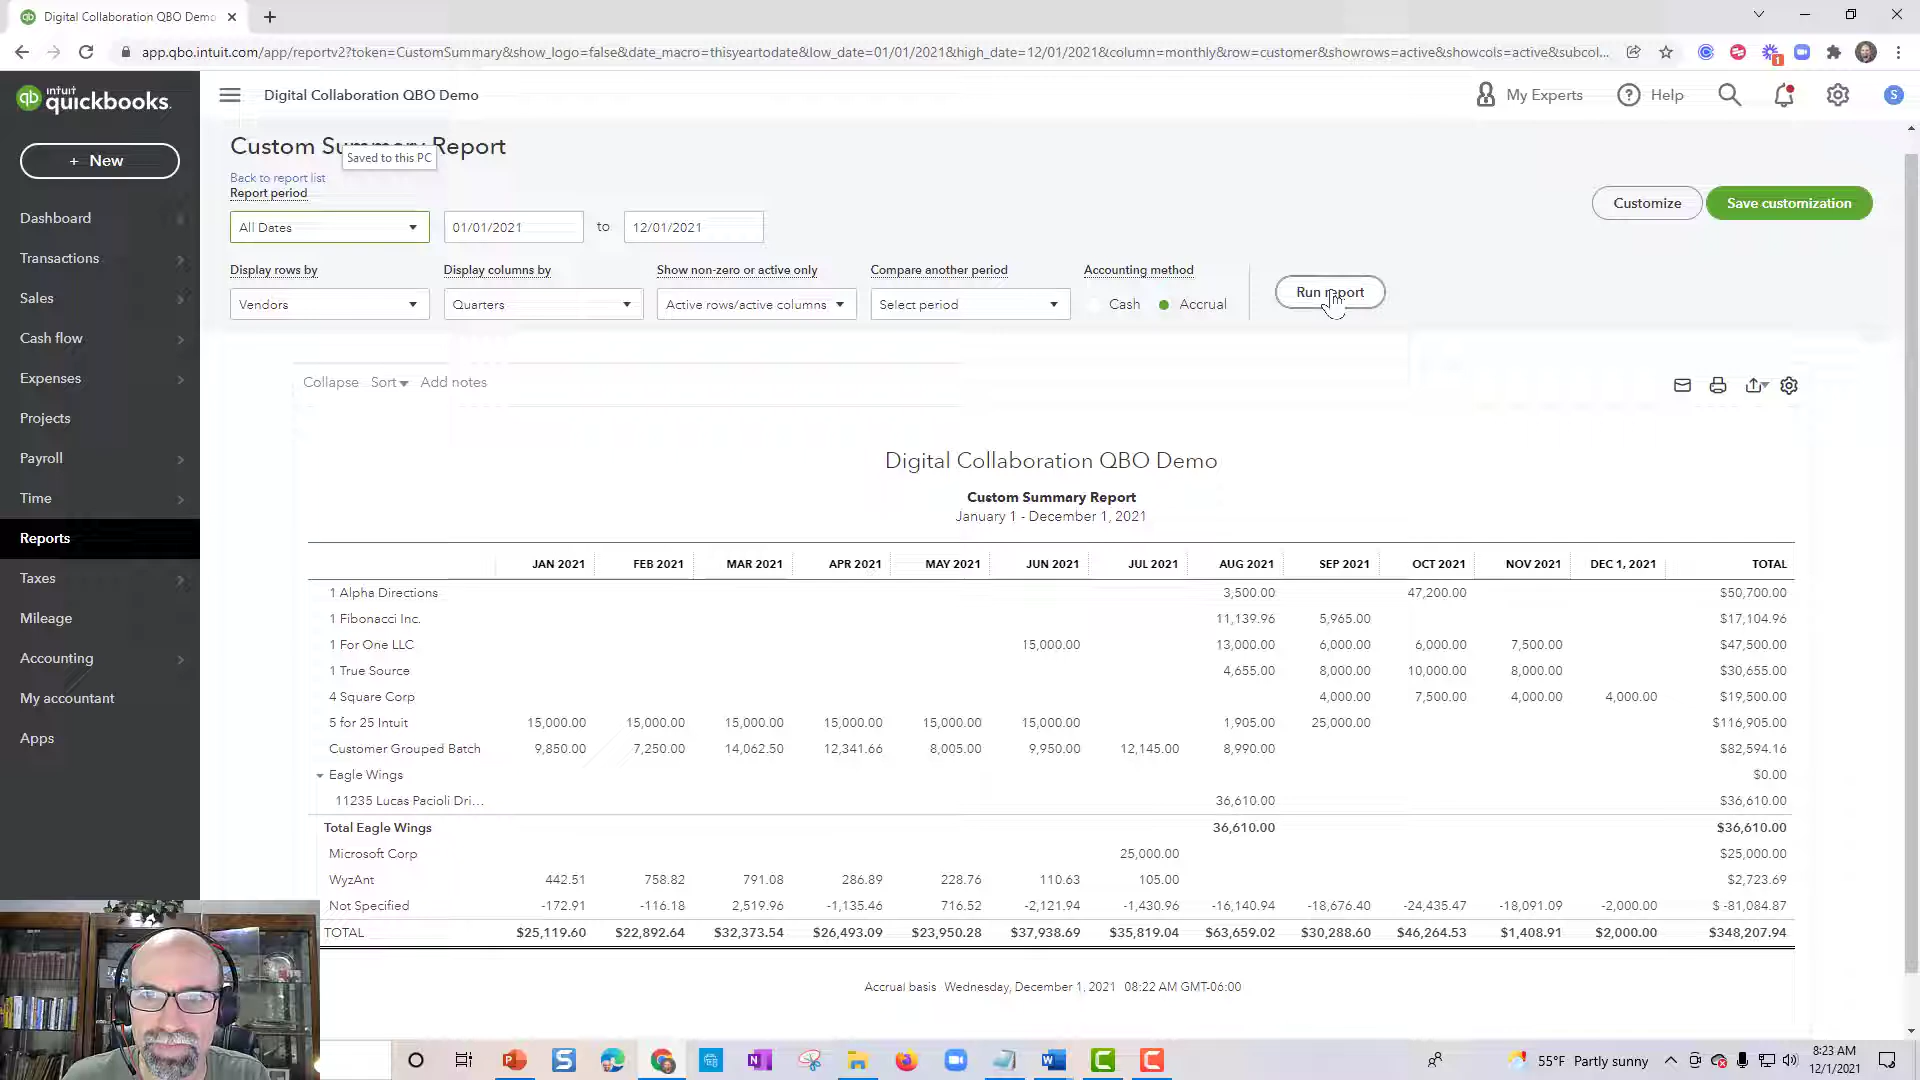 Digital Collaboration QBO Demo
app.qbo.intuit.com/app/reportv2?token=CustomSummary&show_logo=false&date_macro=thisyeartodate&low_date=01/01/2021&high_date=12/01/2021&column=monthly&row=customer&showrows=active&showcols=active&subcol...
1
intuit
quickbooks.
qb
Digital Collaboration QBO Demo
My Experts
? Help
S
+ New
Dashboard
Transactions
Sales
Cash flow
Expenses
Projects
Payroll
Time
Reports
Taxes
Mileage
Accounting
My accountant
Apps
Custom Summary Report
Saved to this PC
Back to report list
Report period
All Dates 01/01/2021 to 12/01/2021
Customize Save customization
Display rows by Display columns by Show non-zero or active only Compare another period Accounting method
Vendors Quarters Active rows/active columns Select period Cash Accrual
Run report
Collapse Sort Add notes
Digital Collaboration QBO Demo
Custom Summary Report
January 1 - December 1, 2021
JAN 2021 FEB 2021 MAR 2021 APR 2021 MAY 2021 JUN 2021 JUL 2021 AUG 2021 SEP 2021 OCT 2021 NOV 2021 DEC 1, 2021 TOTAL
1 Alpha Directions 3,500.00 47,200.00 $50,700.00
1 Fibonacci Inc. 11,139.96 5,965.00 $17,104.96
1 For One LLC 15,000.00 13,000.00 6,000.00 6,000.00 7,500.00 $47,500.00
1 True Source 4,655.00 8,000.00 10,000.00 8,000.00 $30,655.00
4 Square Corp 4,000.00 7,500.00 4,000.00 4,000.00 $19,500.00
5 for 25 Intuit 15,000.00 15,000.00 15,000.00 15,000.00 15,000.00 15,000.00 1,905.00 25,000.00 $116,905.00
Customer Grouped Batch 9,850.00 7,250.00 14,062.50 12,341.66 8,005.00 9,950.00 12,145.00 8,990.00 $82,594.16
Eagle Wings $0.00
11235 Lucas Pacioli Dri... 36,610.00 $36,610.00
Total Eagle Wings 36,610.00 $36,610.00
Microsoft Corp 25,000.00 $25,000.00
WyzAnt 442.51 758.82 791.08 286.89 228.76 110.63 105.00 $2,723.69
Not Specified -172.91 -116.18 2,519.96 -1,135.46 716.52 -2,121.94 -1,430.96 -16,140.94 -18,676.40 -24,435.47 -18,091.09 -2,000.00 $ -81,084.87
TOTAL $25,119.60 $22,892.64 $32,373.54 $26,493.09 $23,950.28 $37,938.69 $35,819.04 $63,659.02 $30,288.60 $46,264.53 $1,408.91 $2,000.00 $348,207.94
Accrual basis Wednesday, December 1, 2021 08:22 AM GMT-06:00
55°F Partly sunny
8:23 AM
12/1/2021